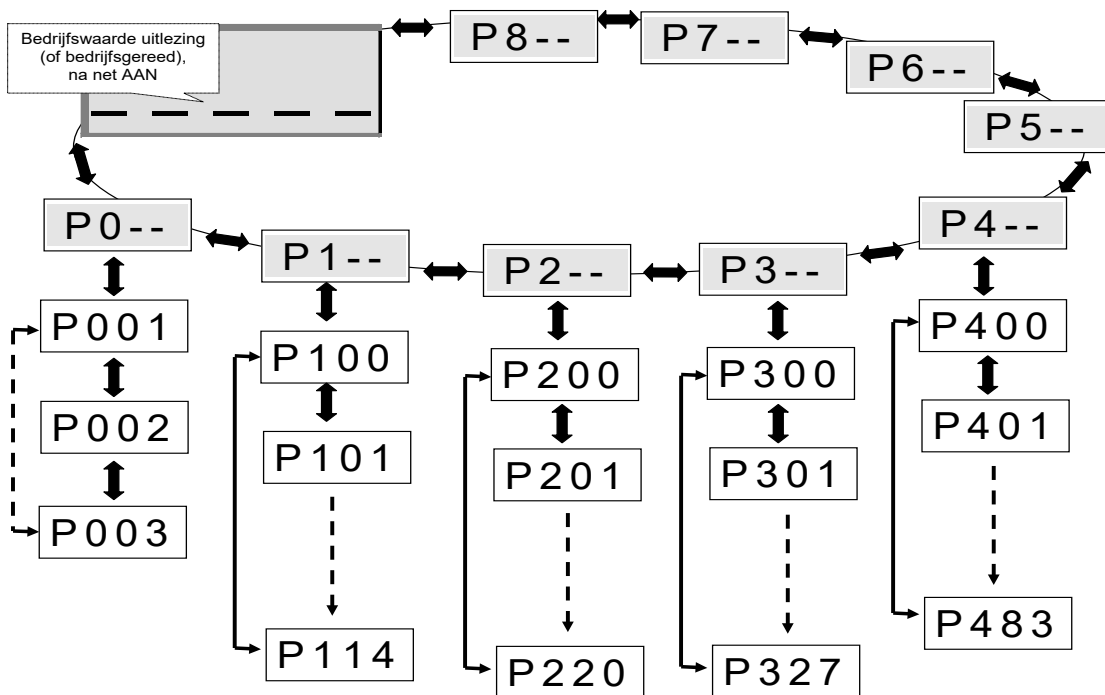 Bedrijfswaarde uitlezing
(of bedrijfsgereed),
na net AAN
P8--
P7--
P6--
P5--
P0--
P1--
P2--
P3--
P4--
P001
P002
P003
P100
P101
P114
P200
P201
P220
P300
P301
P327
P400
P401
P483